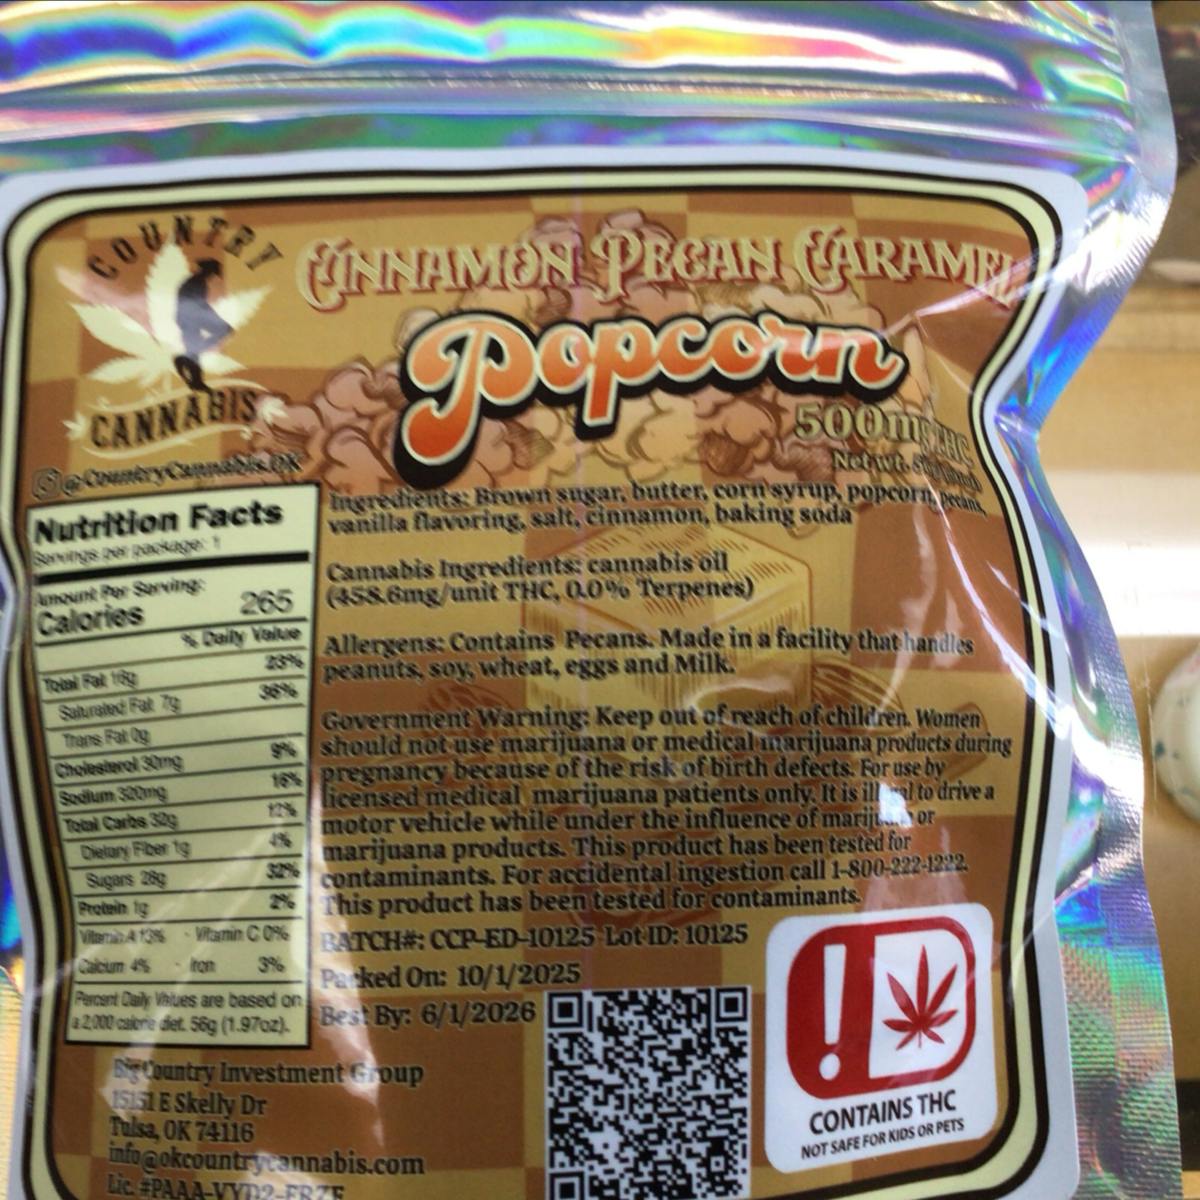 COUNTRY
CANNABIS
@CountryCannabis.OK
CINNAMON PECAN CARAMEL
Popcorn
500mg THC
Net Wt.
Nutrition Facts
Servings per package: 1
Amount Per Serving:
Calories 265
% Daily Value
Total Fat 16g 23%
Saturated Fat 7g 36%
Trans Fat 0g
Cholesterol 30mg 9%
Sodium 320mg 16%
Total Carbs 32g 12%
Dietary Fiber 1g 4%
Sugars 28g 32%
Protein 1g 2%
Vitamin A 13% · Vitamin C 0%
Calcium 4% · Iron 3%
Percent Daily Values are based on
a 2,000 calorie diet. 56g (1.97oz).
Ingredients: Brown sugar, butter, corn syrup, popcorn, pecans,
vanilla flavoring, salt, cinnamon, baking soda
Cannabis Ingredients: cannabis oil
(458.6mg/unit THC, 0.0% Terpenes)
Allergens: Contains Pecans. Made in a facility that handles
peanuts, soy, wheat, eggs and Milk.
Government Warning: Keep out of reach of children. Women
should not use marijuana or medical marijuana products during
pregnancy because of the risk of birth defects. For use by
licensed medical marijuana patients only. It is illegal to drive a
motor vehicle while under the influence of marijuana or
marijuana products. This product has been tested for
contaminants. For accidental ingestion call 1-800-222-1222.
This product has been tested for contaminants.
BATCH#: CCP-ED-10125 Lot ID: 10125
Packed On: 10/1/2025
Best By: 6/1/2026
Big Country Investment Group
15151 E Skelly Dr
Tulsa, OK 74116
info@okcountrycannabis.com
Lic. #PAAA-VYD2-FRZE
!
CONTAINS THC
NOT SAFE FOR KIDS OR PETS